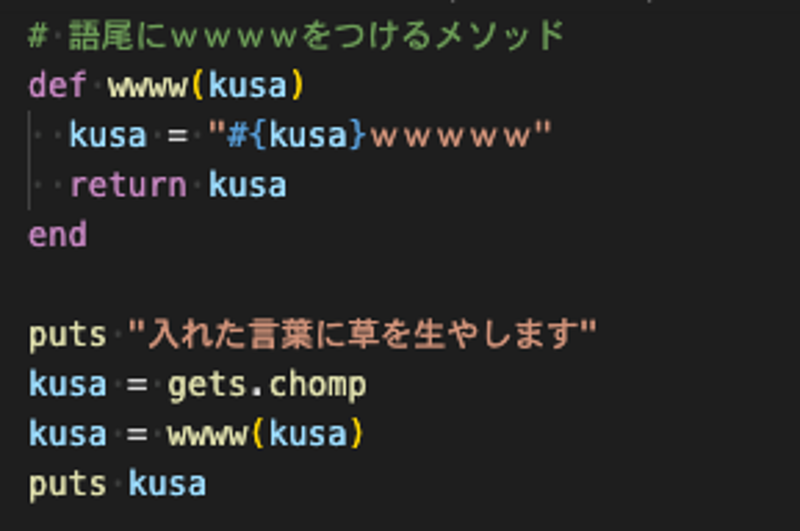 # 語尾にｗｗｗｗをつけるメソッド
def wwww(kusa)
  kusa = "#{kusa}ｗｗｗｗｗ"
  return kusa
end
puts "入れた言葉に草を生やします"
kusa = gets.chomp
kusa = wwww(kusa)
puts kusa